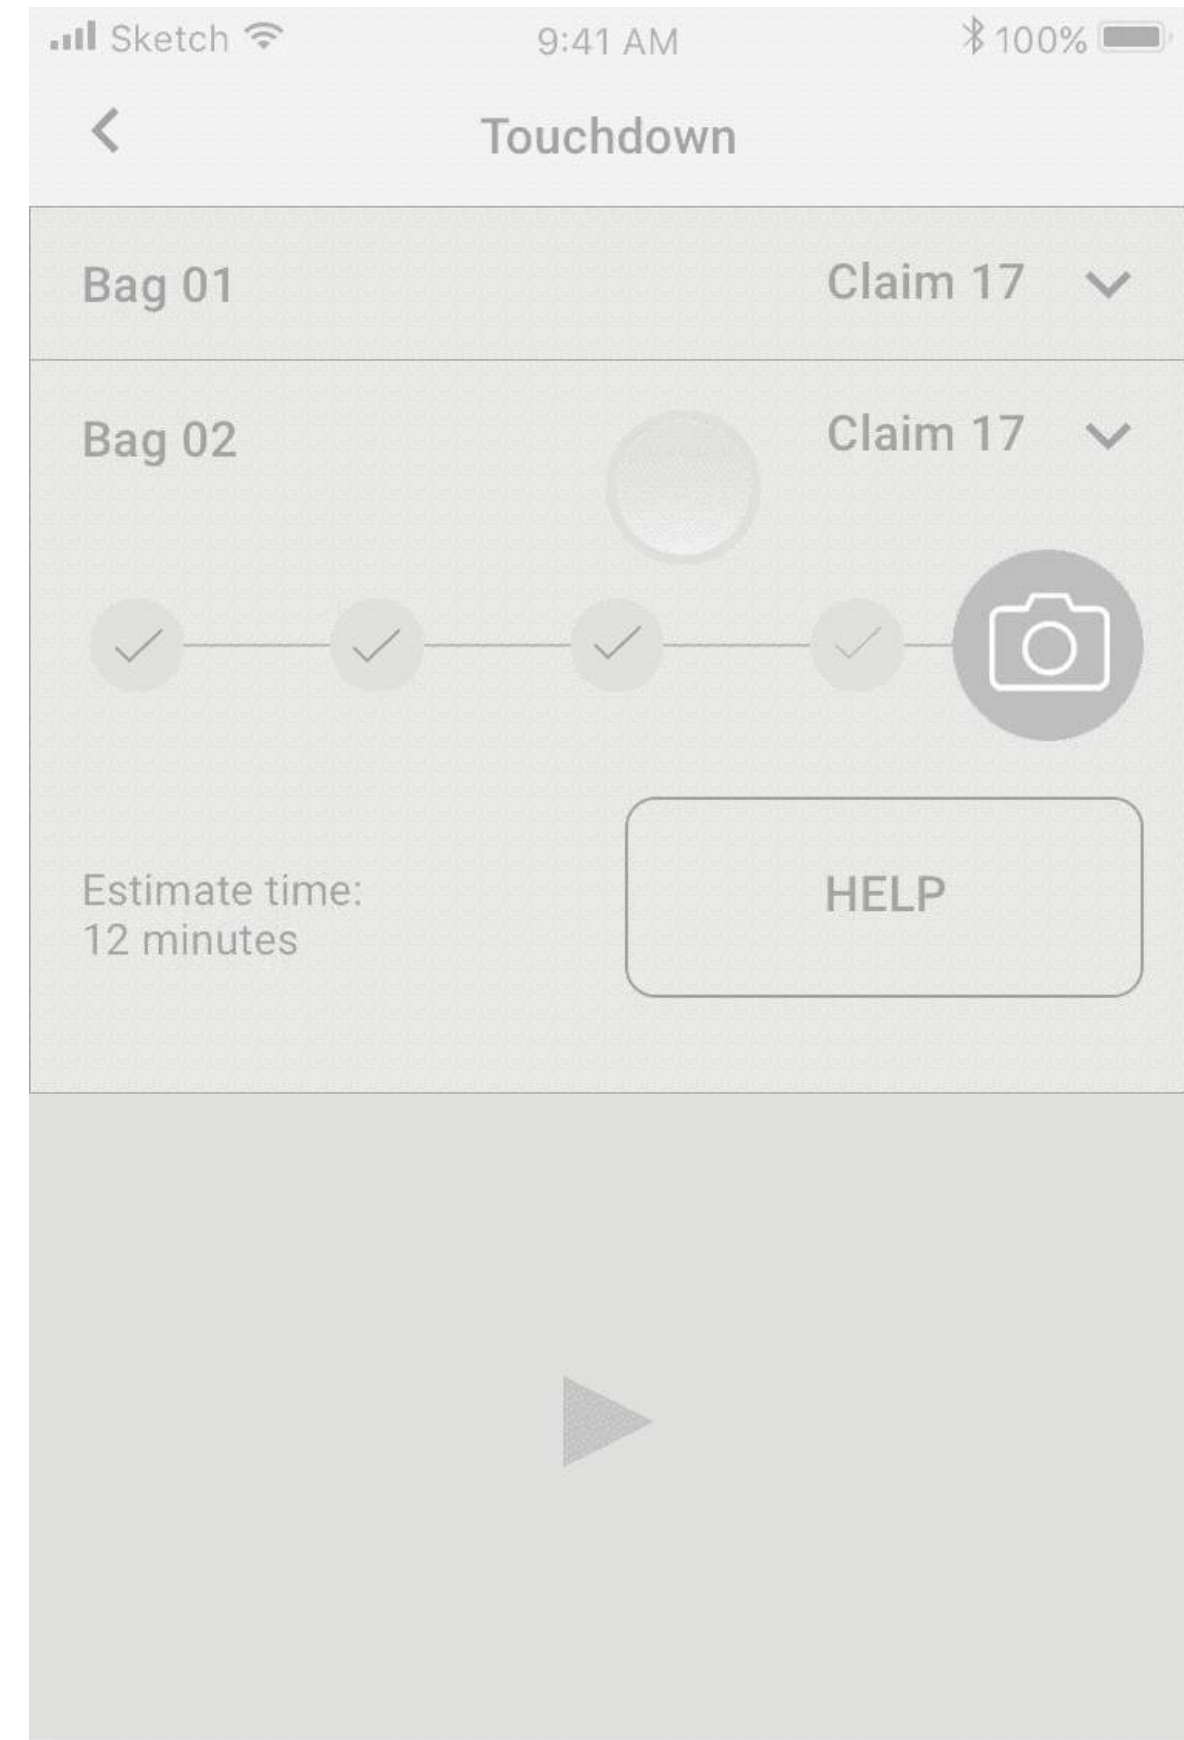 Sketch 9:41 AM 100%
Touchdown
Bag 01 Claim 17
Bag 02 Claim 17
Estimate time:
12 minutes
HELP